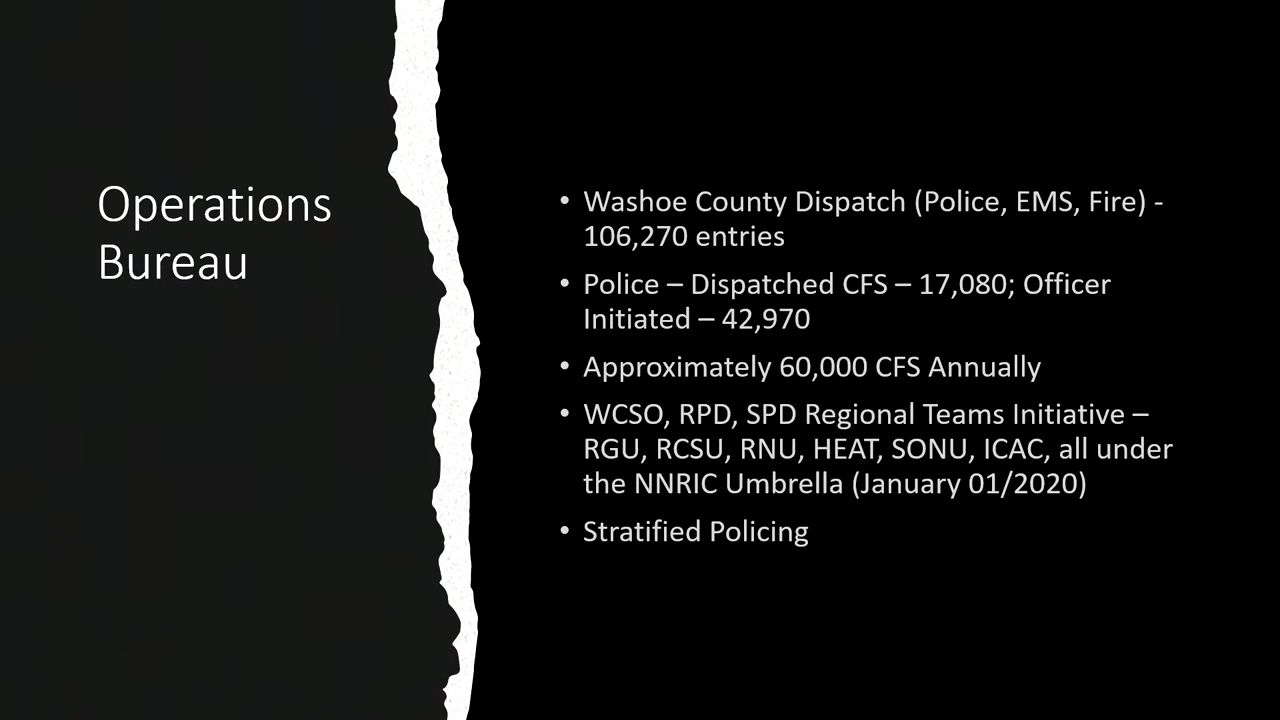 Operations
Bureau
• Washoe County Dispatch (Police, EMS, Fire) -
106,270 entries
• Police – Dispatched CFS – 17,080; Officer
Initiated – 42,970
• Approximately 60,000 CFS Annually
• WCSO, RPD, SPD Regional Teams Initiative –
RGU, RCSU, RNU, HEAT, SONU, ICAC, all under
the NNRIC Umbrella (January 01/2020)
• Stratified Policing